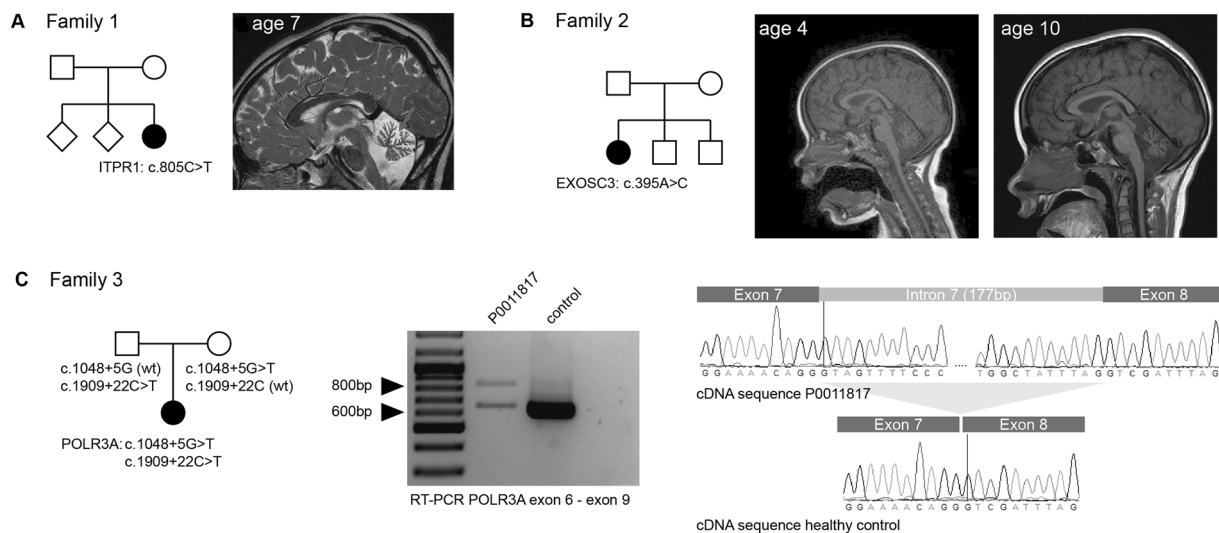 A Family 1
age 7
ITPR1: c.805C>T
B Family 2
age 4
age 10
EXOSC3: c.395A>C
C Family 3
c.1048+5G (wt)
c.1909+22C>T
c.1048+5G>T
c.1909+22C (wt)
POLR3A: c.1048+5G>T
c.1909+22C>T
P0011817
control
800bp
600bp
RT-PCR POLR3A exon 6 - exon 9
Exon 7 Intron 7 (177bp) Exon 8
G G A A A A C A G G G T A G T T T T C C C .... T G G C T A T T T A G G T C G A T T T A G
cDNA sequence P0011817
Exon 7 Exon 8
G G A A A A C A G G G T C G A T T T A G
cDNA sequence healthy control